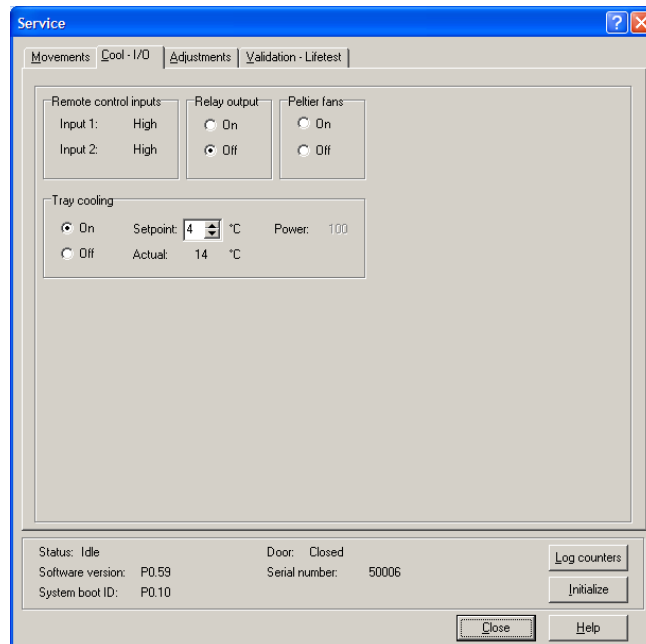 Service
Movements Cool - I/O Adjustments Validation - Lifetest
Remote control inputs Relay output Peltier fans
Input 1: High On On
Input 2: High Off Off
Tray cooling
On Setpoint: 4 °C Power: 100
Off Actual: 14 °C
Status: Idle Door: Closed
Log counters
Software version: P0.59 Serial number: 50006
System boot ID: P0.10 Initialize
Close Help